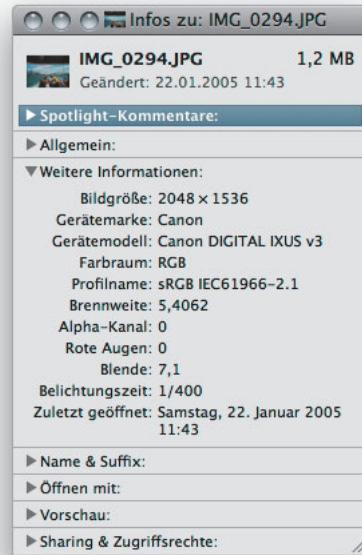 Infos zu: IMG_0294.JPG
IMG_0294.JPG 1,2 MB
Geändert: 22.01.2005 11:43
Spotlight-Kommentare:
Allgemein:
Weitere Informationen:
Bildgröße: 2048 × 1536
Gerätemarke: Canon
Gerätemodell: Canon DIGITAL IXUS v3
Farbraum: RGB
Profilname: sRGB IEC61966-2.1
Brennweite: 5,4062
Alpha-Kanal: 0
Rote Augen: 0
Blende: 7,1
Belichtungszeit: 1/400
Zuletzt geöffnet: Samstag, 22. Januar 2005
11:43
Name & Suffix:
Öffnen mit:
Vorschau:
Sharing & Zugriffsrechte: